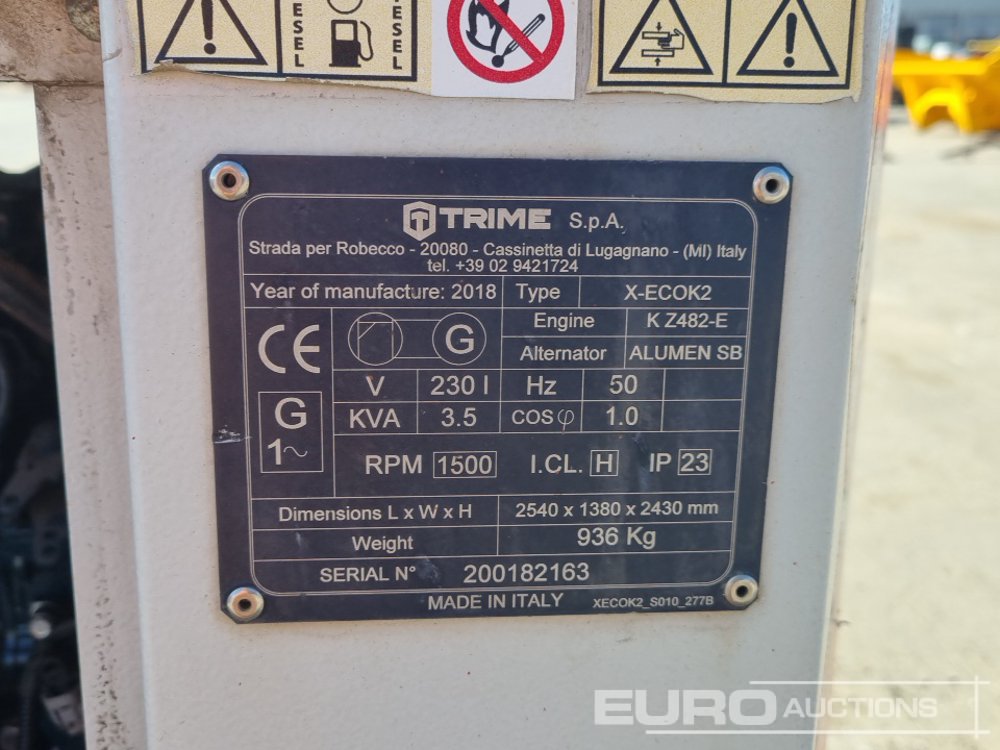 DIESEL
DIESEL
TRIME S.p.A.
Strada per Robecco - 20080 - Cassinetta di Lugagnano - (MI) Italy
tel. +39 02 9421724
Year of manufacture: 2018 Type X-ECOK2
Engine K Z482-E
CE G
Alternator ALUMEN SB
V 230 I Hz 50
G
KVA 3.5 COS φ 1.0
1~
RPM 1500 I.CL. H IP 23
Dimensions L x W x H 2540 x 1380 x 2430 mm
Weight 936 Kg
SERIAL N° 200182163
MADE IN ITALY XECOK2_S010_277B
EURO AUCTIONS